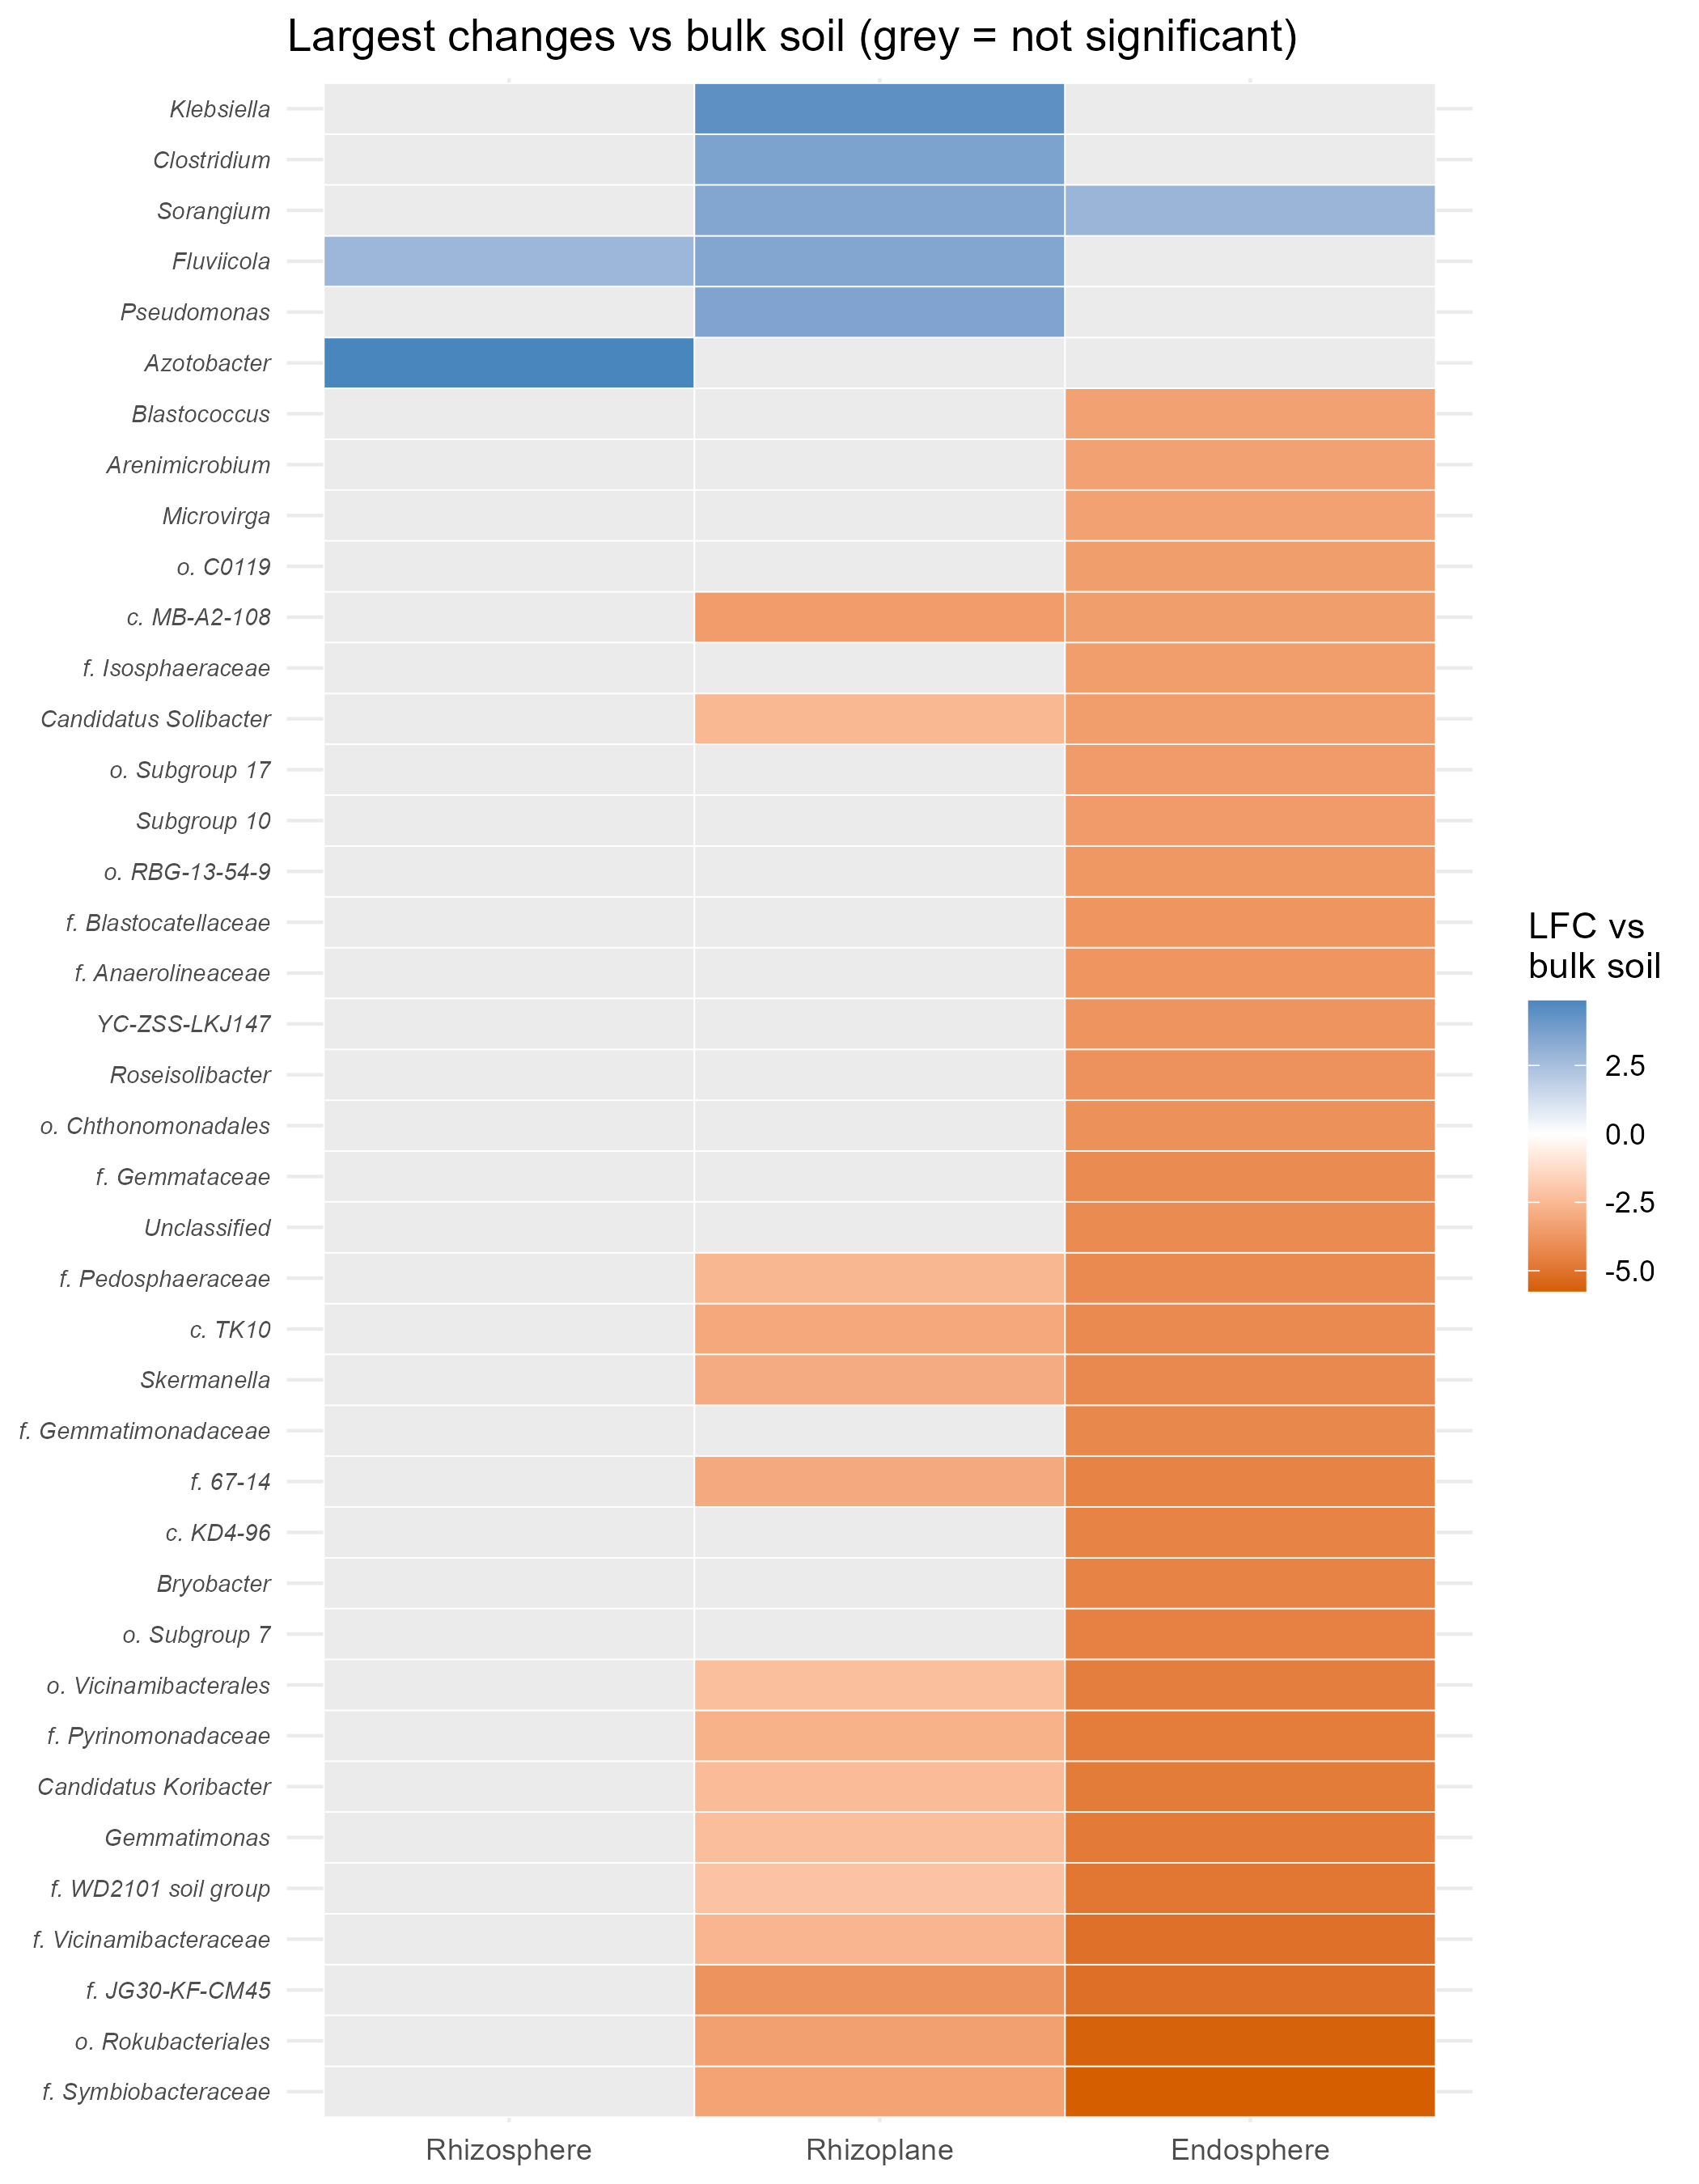 Largest changes vs bulk soil (grey = not significant)
Klebsiella
Clostridium
Sorangium
Fluviicola
Pseudomonas
Azotobacter
Blastococcus
Arenimicrobium
Microvirga
o. C0119
c. MB-A2-108
f. Isosphaeraceae
Candidatus Solibacter
o. Subgroup 17
Subgroup 10
o. RBG-13-54-9
f. Blastocatellaceae
f. Anaerolineaceae
YC-ZSS-LKJ147
Roseisolibacter
o. Chthonomonadales
f. Gemmataceae
Unclassified
f. Pedosphaeraceae
c. TK10
Skermanella
f. Gemmatimonadaceae
f. 67-14
c. KD4-96
Bryobacter
o. Subgroup 7
o. Vicinamibacterales
f. Pyrinomonadaceae
Candidatus Koribacter
Gemmatimonas
f. WD2101 soil group
f. Vicinamibacteraceae
f. JG30-KF-CM45
o. Rokubacteriales
f. Symbiobacteraceae
Rhizosphere
Rhizoplane
Endosphere
LFC vs
bulk soil
2.5
0.0
-2.5
-5.0